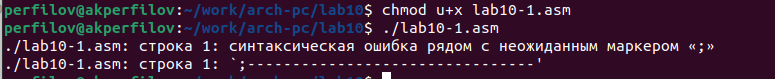 perfilov@akperfilov:~/work/arch-pc/lab10$ chmod u+x lab10-1.asm
perfilov@akperfilov:~/work/arch-pc/lab10$ ./lab10-1.asm
./lab10-1.asm: строка 1: синтаксическая ошибка рядом с неожиданным маркером «;»
./lab10-1.asm: строка 1: `;--------------------------------'